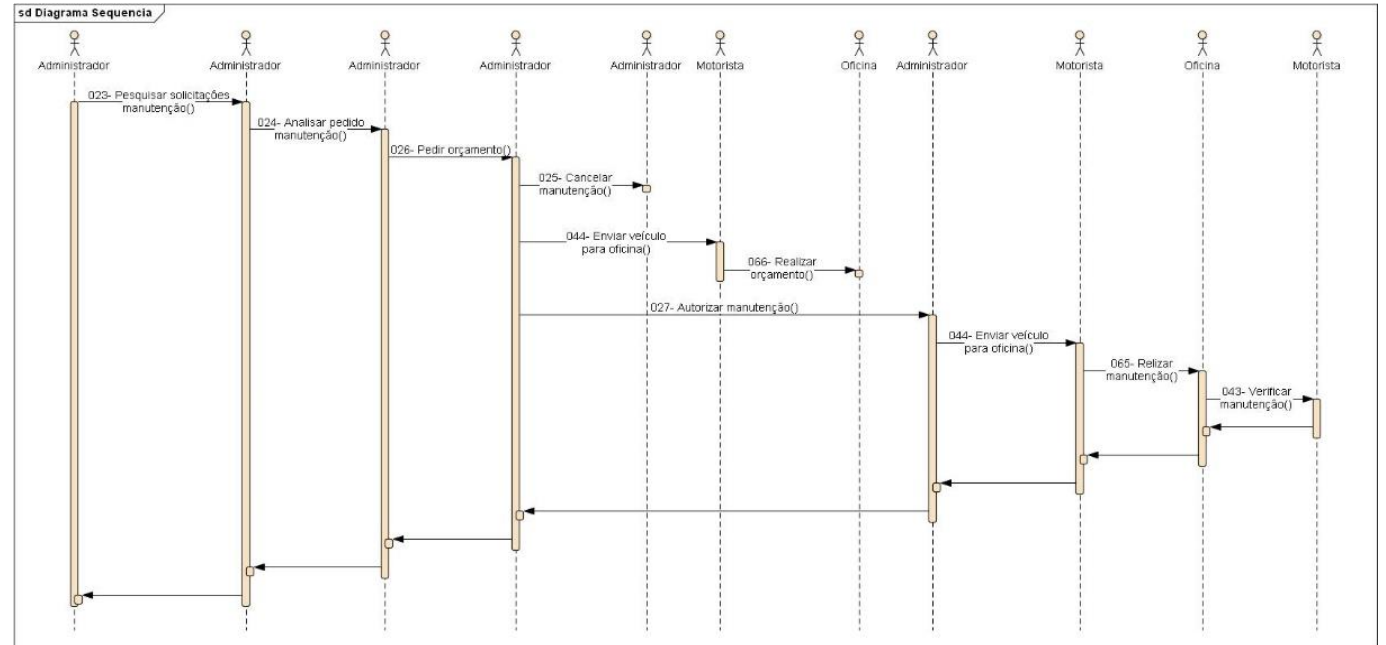 sd Diagrama Sequencia
Administrador
Administrador
Administrador
Administrador
Administrador
Motorista
Oficina
Administrador
Motorista
Oficina
Motorista
023- Pesquisar solicitações
manutenção()
024- Analisar pedido
manutenção()
026- Pedir orçamento()
025- Cancelar
manutenção()
044- Enviar veículo
para oficina()
066- Realizar
orçamento()
027- Autorizar manutenção()
044- Enviar veículo
para oficina()
065- Relizar
manutenção()
043- Verificar
manutenção()